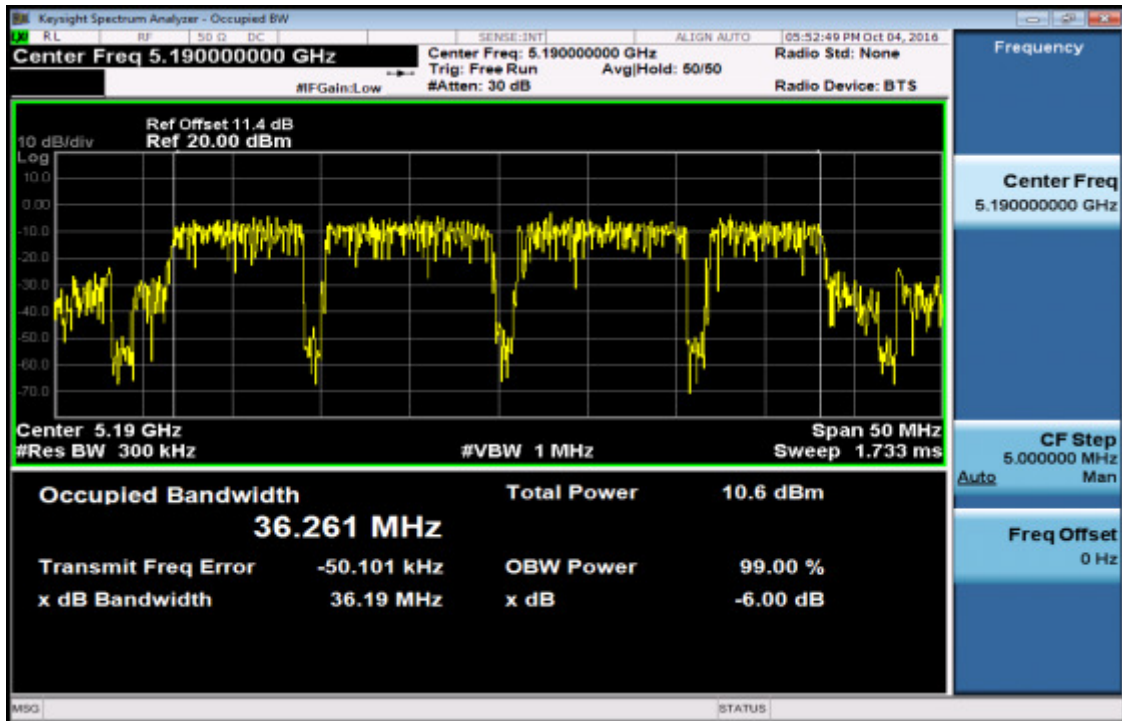 Keysight Spectrum Analyzer - Occupied BW
RL RF 50 Ω DC SENSE:INT ALIGN AUTO 05:52:49 PM Oct 04, 2016
Center Freq 5.190000000 GHz
Center Freq: 5.190000000 GHz Radio Std: None
Trig: Free Run Avg|Hold: 50/50
#IFGain:Low #Atten: 30 dB Radio Device: BTS
Ref Offset 11.4 dB
10 dB/div Ref 20.00 dBm
Log
10.0
0.00
-10.0
-20.0
-30.0
-40.0
-50.0
-60.0
-70.0
Center 5.19 GHz Span 50 MHz
#Res BW 300 kHz #VBW 1 MHz Sweep 1.733 ms
Occupied Bandwidth Total Power 10.6 dBm
36.261 MHz
Transmit Freq Error -50.101 kHz OBW Power 99.00 %
x dB Bandwidth 36.19 MHz x dB -6.00 dB
MSG STATUS
Frequency
Center Freq
5.190000000 GHz
CF Step
5.000000 MHz
Auto Man
Freq Offset
0 Hz